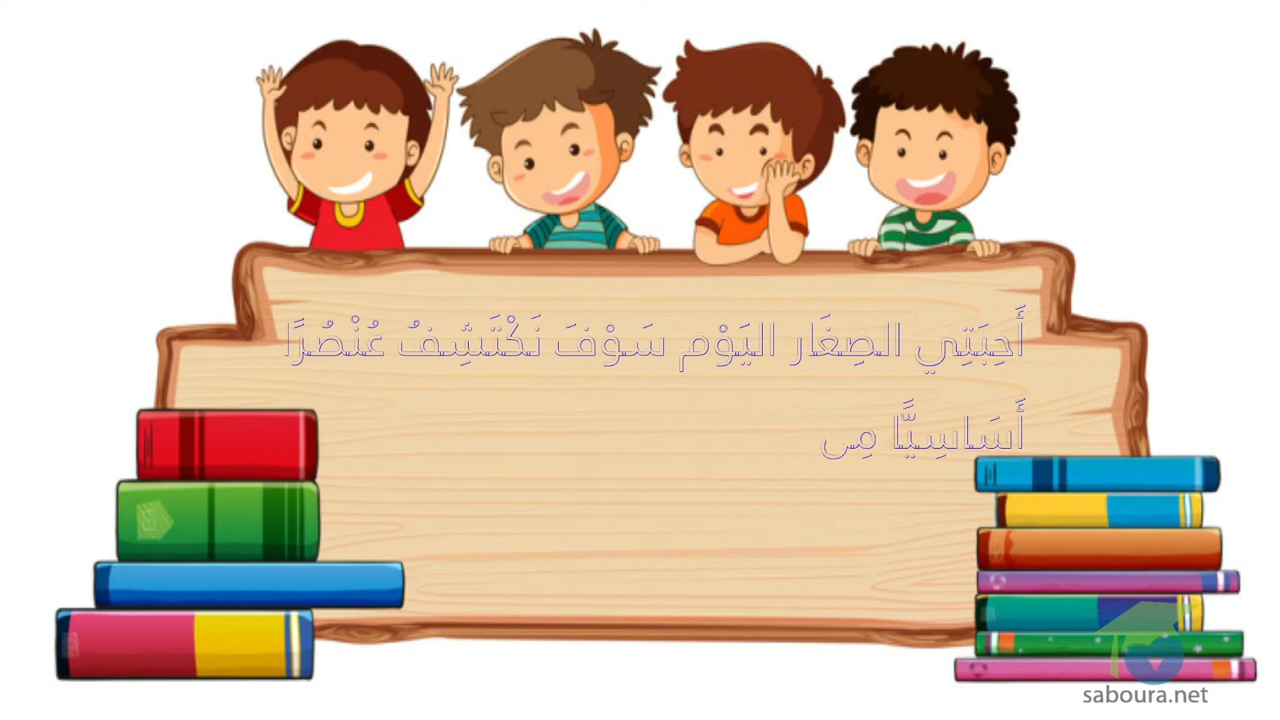 أَحِبَتِي الصِغَار اليَوْم سَوْفَ نَكْتَشِفُ عُنْصُرًا
أَسَاسِيًّا مِن
saboura.net